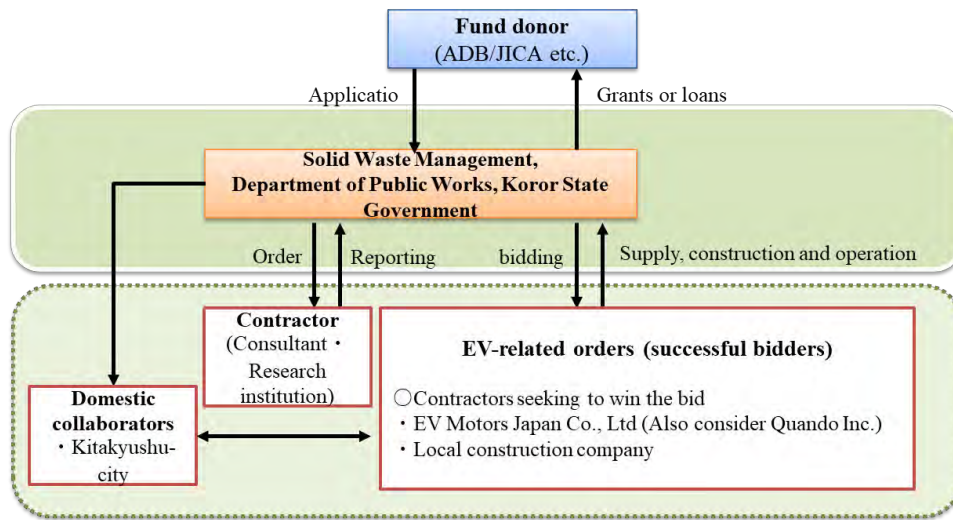 Fund donor
(ADB/JICA etc.)
Applicatio
Grants or loans
Solid Waste Management,
Department of Public Works, Koror State
Government
Order
Reporting
bidding
Supply, construction and operation
Contractor
(Consultant・
Research
institution)
EV-related orders (successful bidders)
〇Contractors seeking to win the bid
・EV Motors Japan Co., Ltd (Also consider Quando Inc.)
・Local construction company
Domestic
collaborators
・Kitakyushu-
city